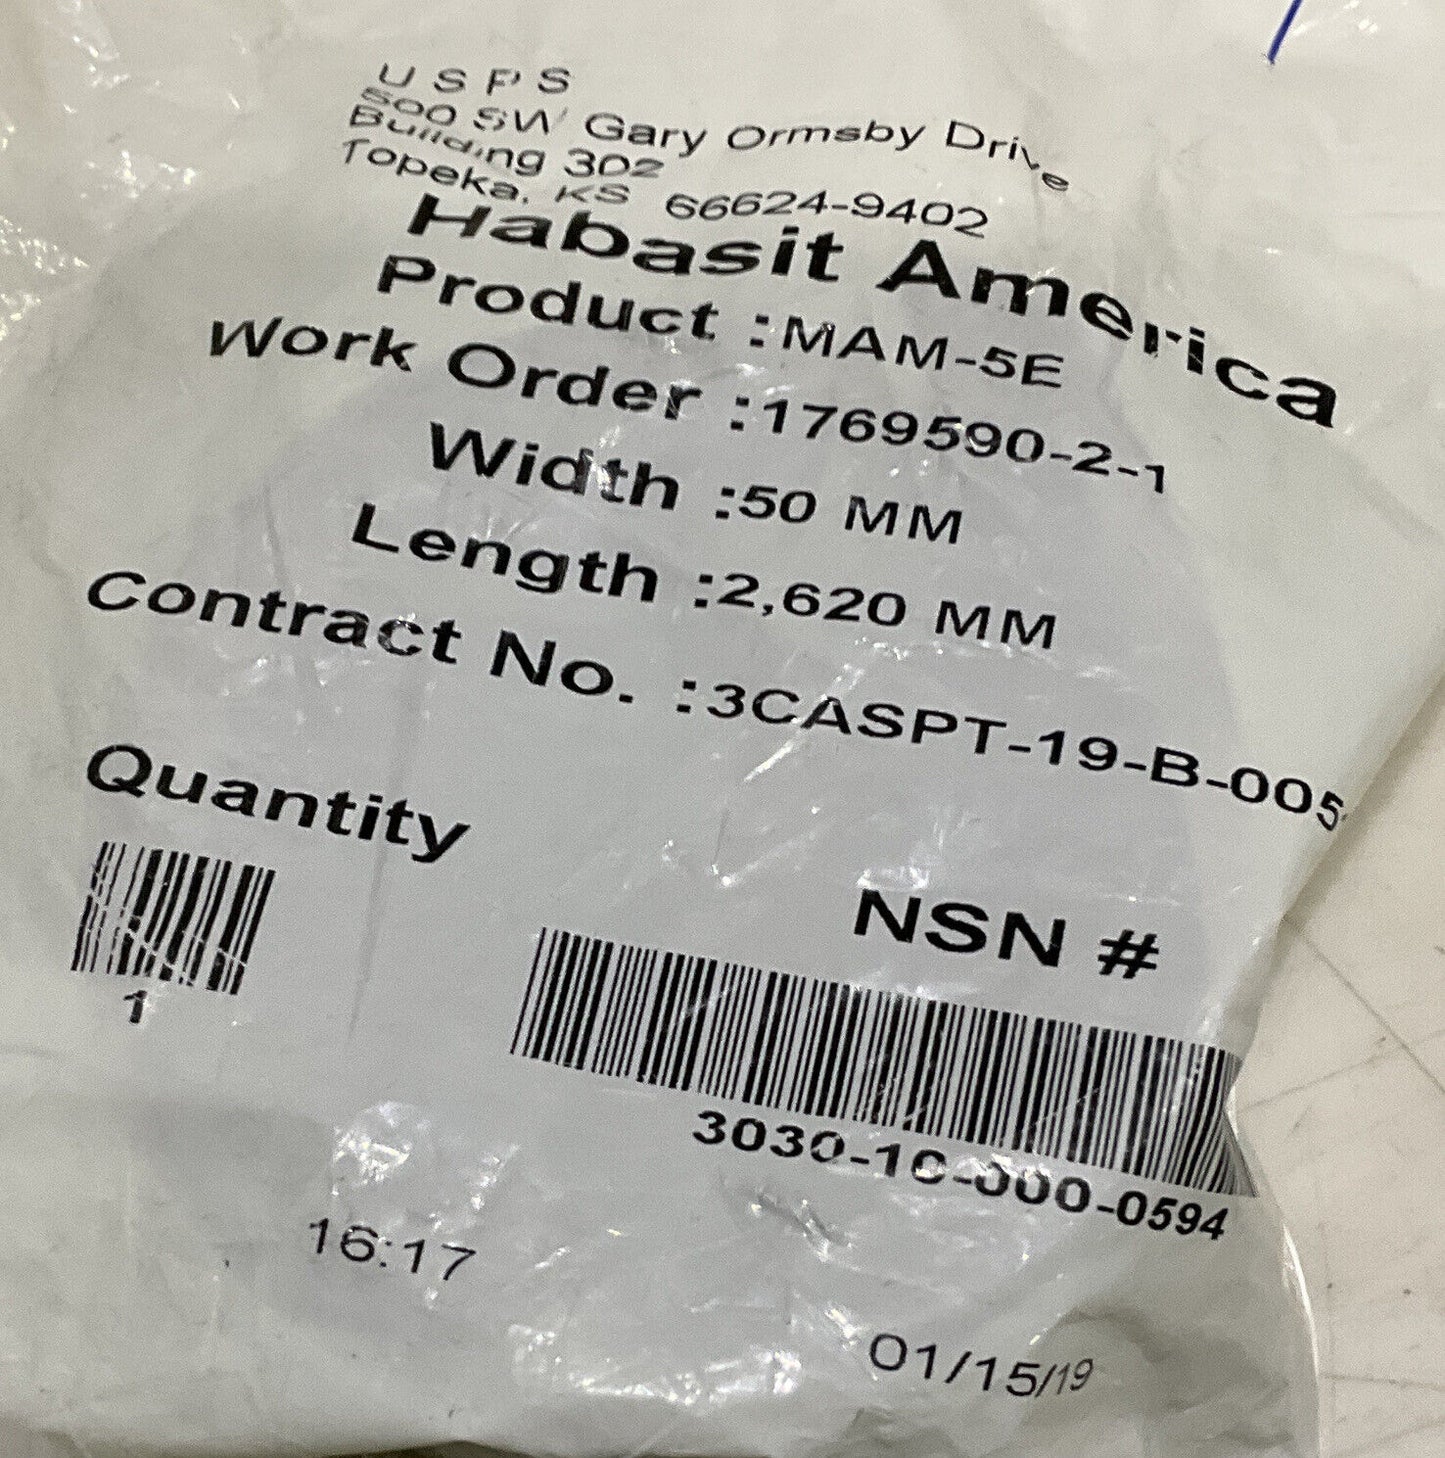 U S P S
500 SW Gary Ormsby Drive
Building 302
Topeka, KS 66624-9402
Habasit America
Product :MAM-5E
Work Order :1769590-2-1
Width :50 MM
Length :2,620 MM
Contract No. :3CASPT-19-B-005
Quantity
1
NSN #
3030-10-000-0594
16:17
01/15/19